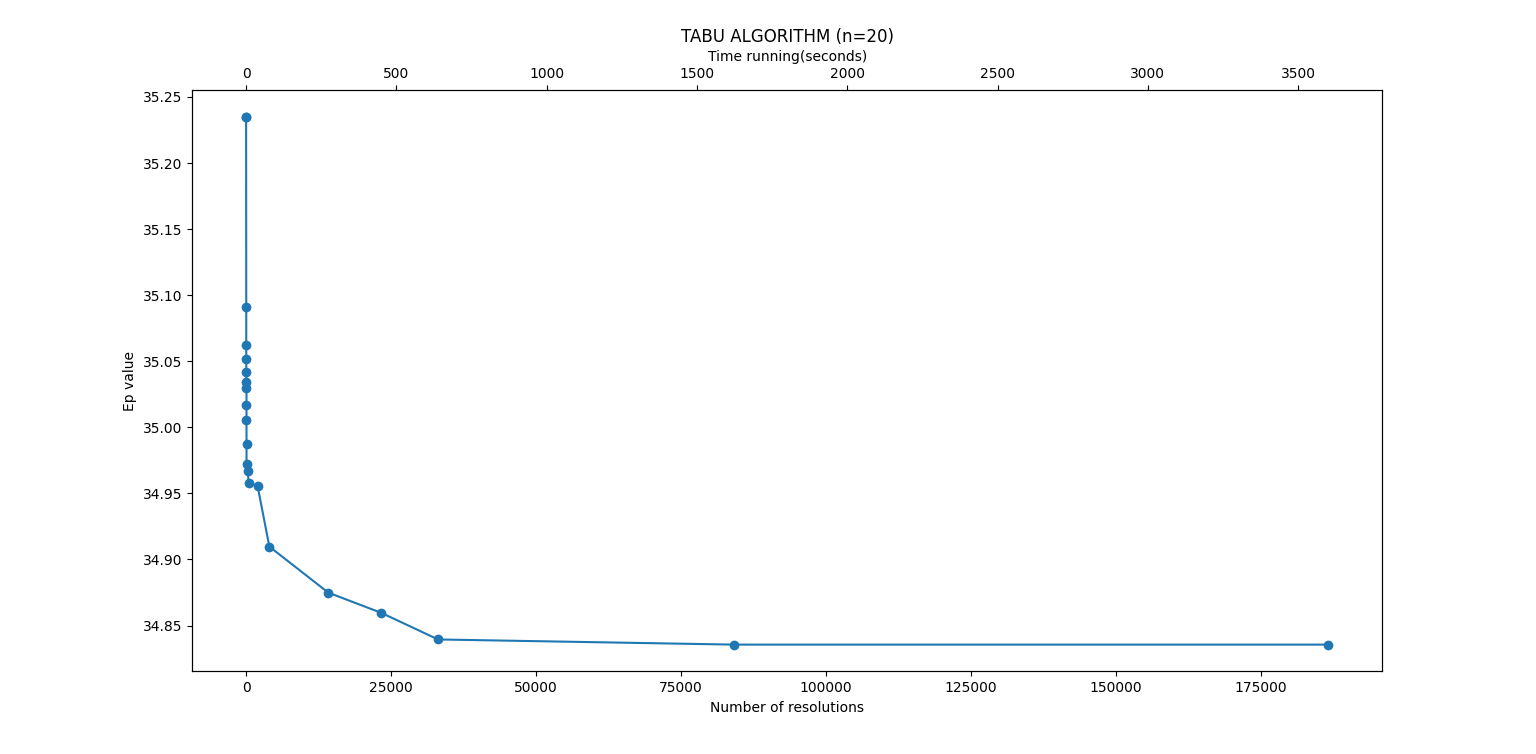 TABU ALGORITHM (n=20)
Time running(seconds)
0 500 1000 1500 2000 2500 3000 3500
35.25
35.20
35.15
35.10
35.05
35.00
34.95
34.90
34.85
Ep value
0 25000 50000 75000 100000 125000 150000 175000
Number of resolutions